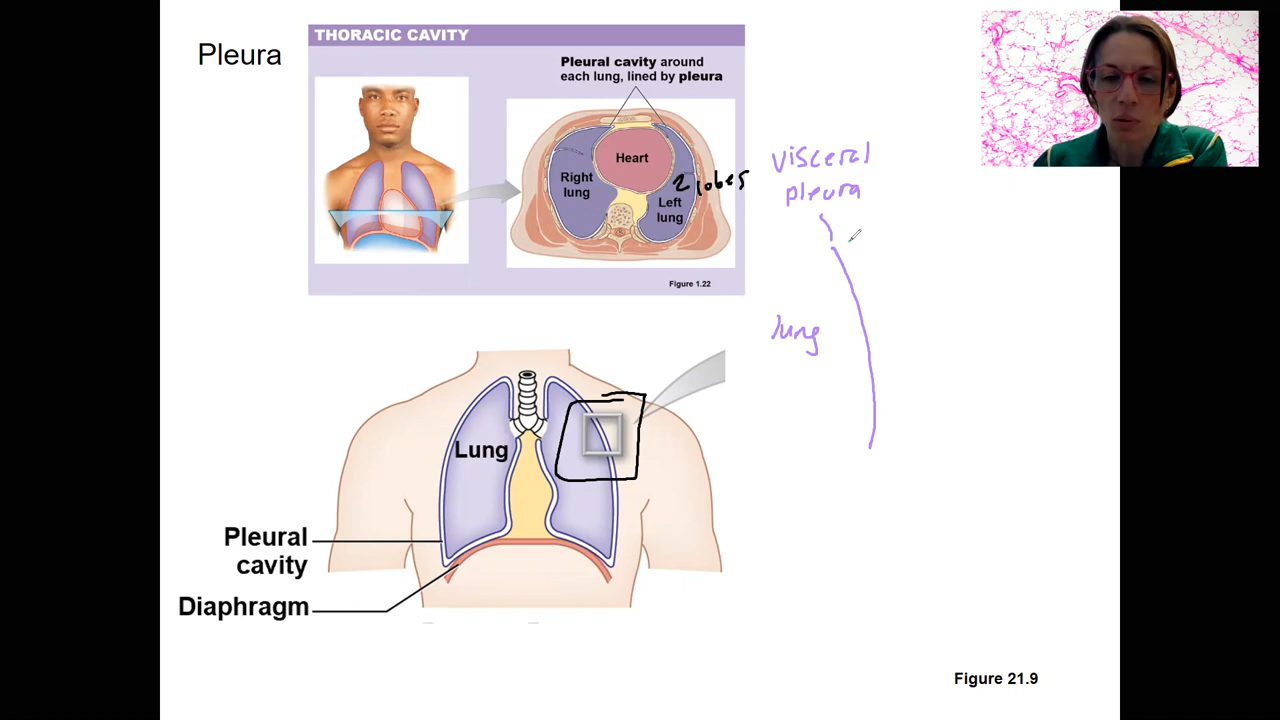 Pleura
THORACIC CAVITY
Pleural cavity around
each lung, lined by pleura
Heart
Right
lung
2 lobes
Left
lung
Figure 1.22
visceral
pleura
lung
Lung
Pleural
cavity
Diaphragm
Figure 21.9